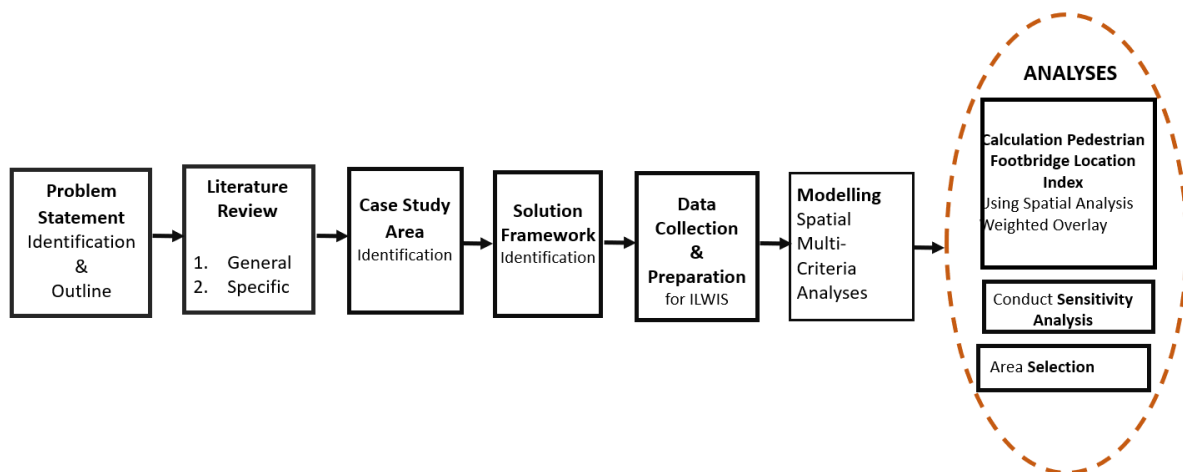 Problem
Statement
Identification
&
Outline
Literature
Review
1. General
2. Specific
Case Study
Area
Identification
Solution
Framework
Identification
Data
Collection
&
Preparation
for ILWIS
Modelling
Spatial
Multi-
Criteria
Analyses
ANALYSES
Calculation Pedestrian
Footbridge Location
Index
Using Spatial Analysis
Weighted Overlay
Conduct Sensitivity
Analysis
Area Selection